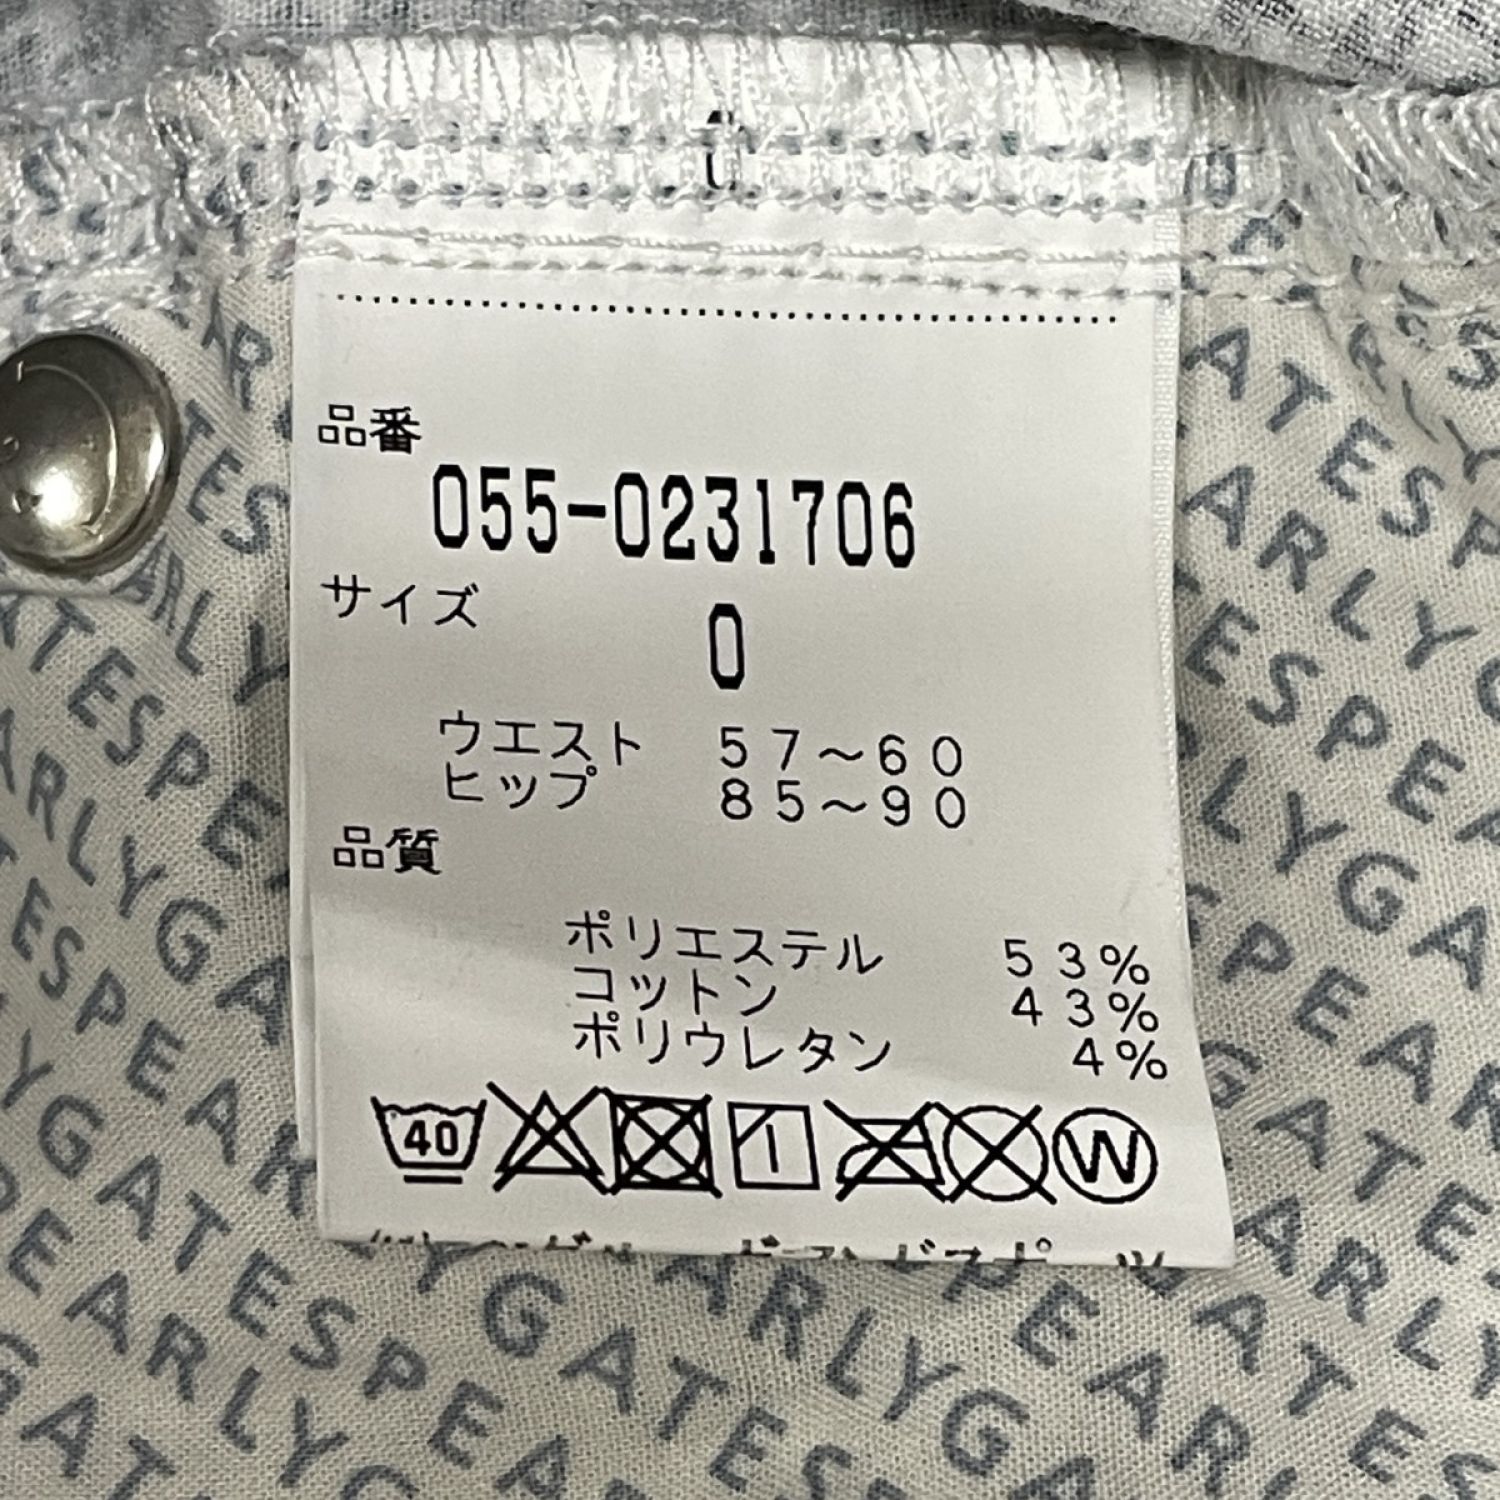 品番
055-0231706
サイズ
0
ウエスト 57～60
ヒップ 85～90
品質
ポリエステル 53%
コットン 43%
ポリウレタン 4%
40
W
PEARLYGATES